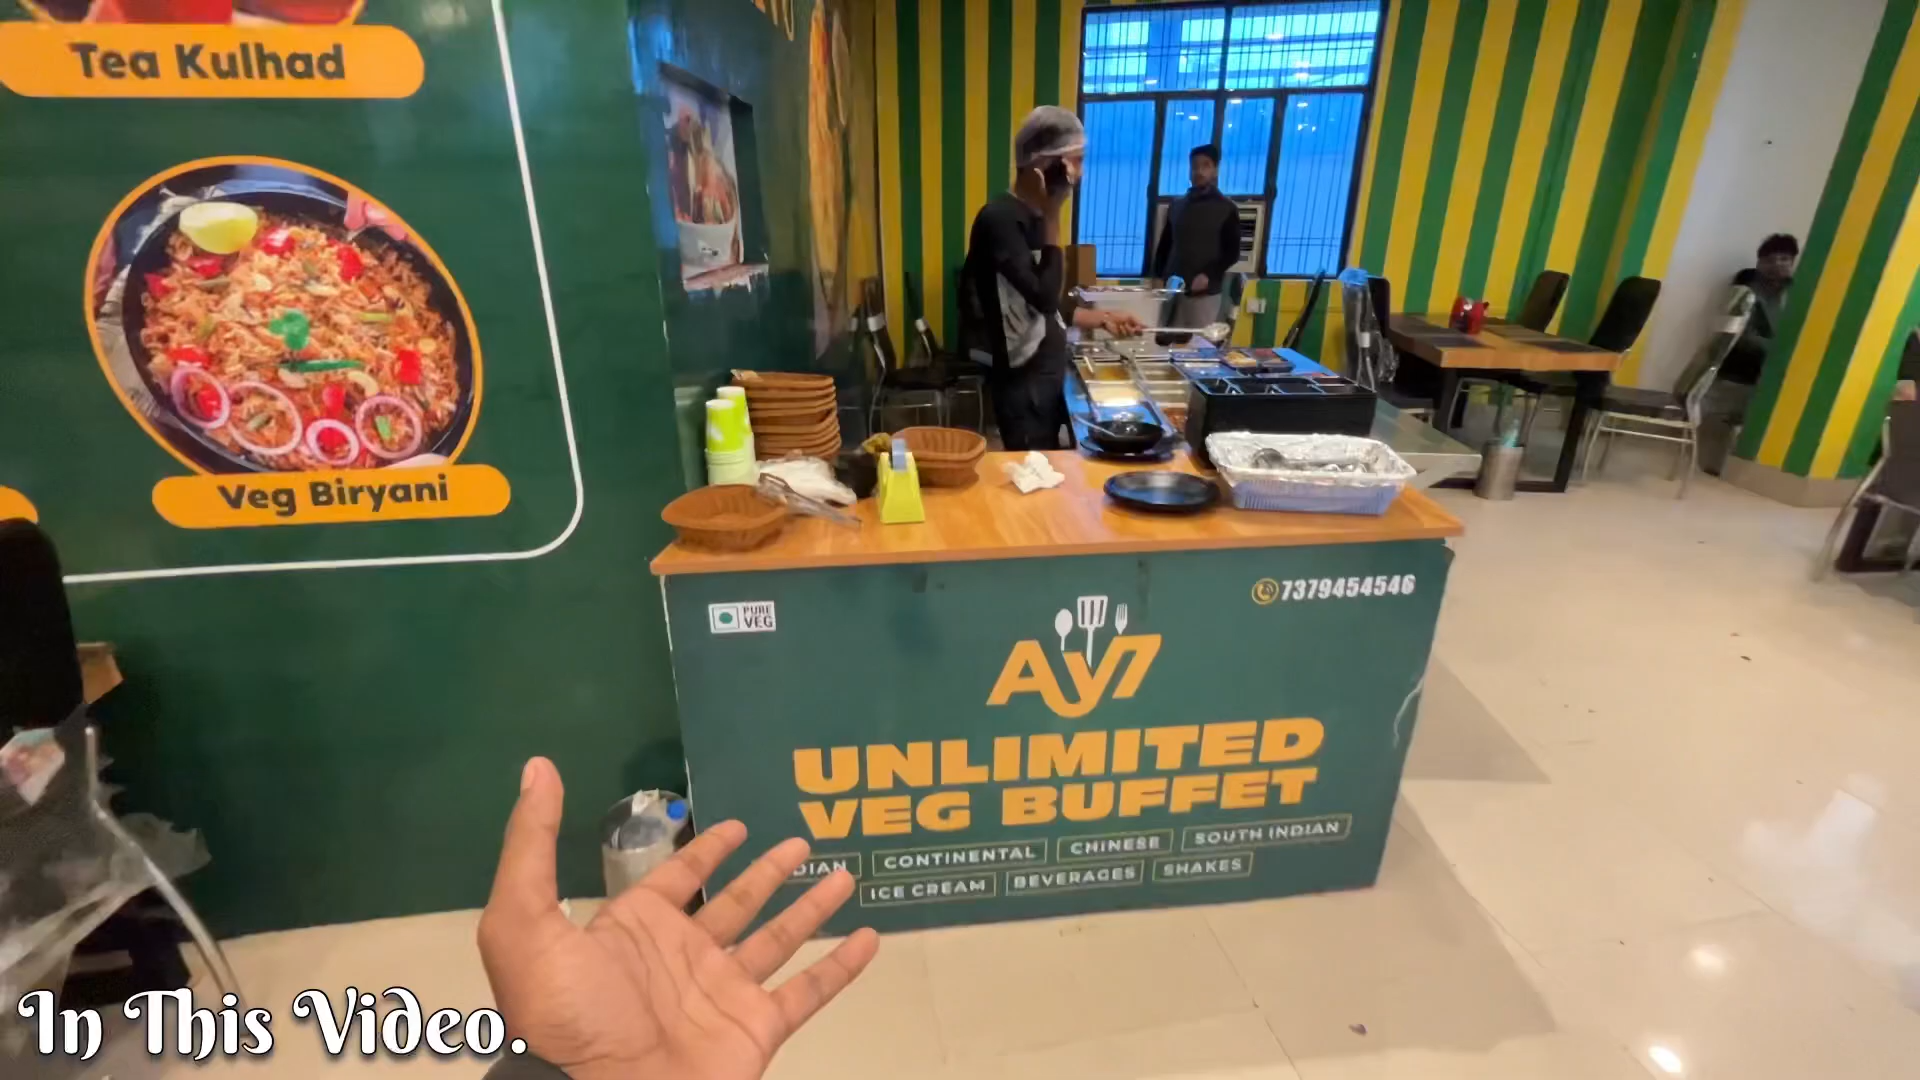 Tea Kulhad
Veg Biryani
PURE
VEG
7379454546
Ay7
UNLIMITED
VEG BUFFET
CONTINENTAL
CHINESE
SOUTH INDIAN
ICE CREAM
BEVERAGES
SHAKES
In This Video.